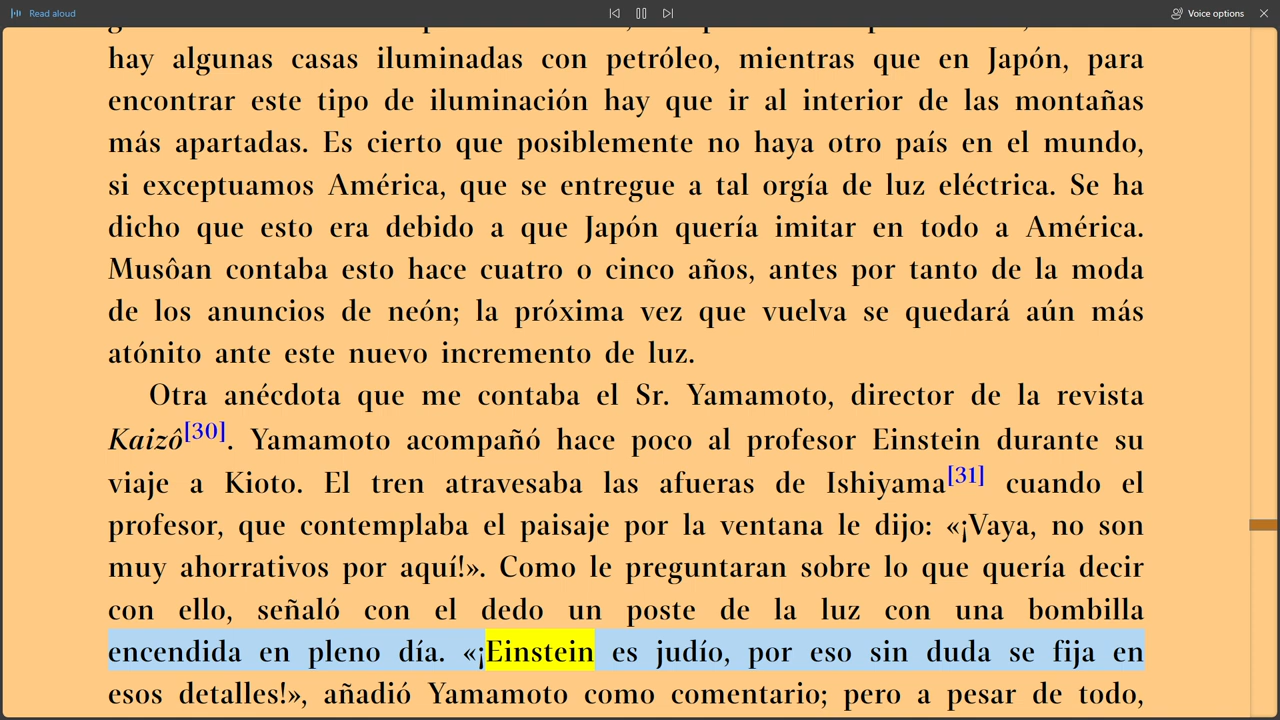 Read aloud
Voice options
hay algunas casas iluminadas con petróleo, mientras que en Japón, para
encontrar este tipo de iluminación hay que ir al interior de las montañas
más apartadas. Es cierto que posiblemente no haya otro país en el mundo,
si exceptuamos América, que se entregue a tal orgía de luz eléctrica. Se ha
dicho que esto era debido a que Japón quería imitar en todo a América.
Musôan contaba esto hace cuatro o cinco años, antes por tanto de la moda
de los anuncios de neón; la próxima vez que vuelva se quedará aún más
atónito ante este nuevo incremento de luz.
Otra anécdota que me contaba el Sr. Yamamoto, director de la revista
Kaizô[30]. Yamamoto acompañó hace poco al profesor Einstein durante su
viaje a Kioto. El tren atravesaba las afueras de Ishiyama[31] cuando el
profesor, que contemplaba el paisaje por la ventana le dijo: «¡Vaya, no son
muy ahorrativos por aquí!». Como le preguntaran sobre lo que quería decir
con ello, señaló con el dedo un poste de la luz con una bombilla
encendida en pleno día. «¡Einstein es judío, por eso sin duda se fija en
esos detalles!», añadió Yamamoto como comentario; pero a pesar de todo,